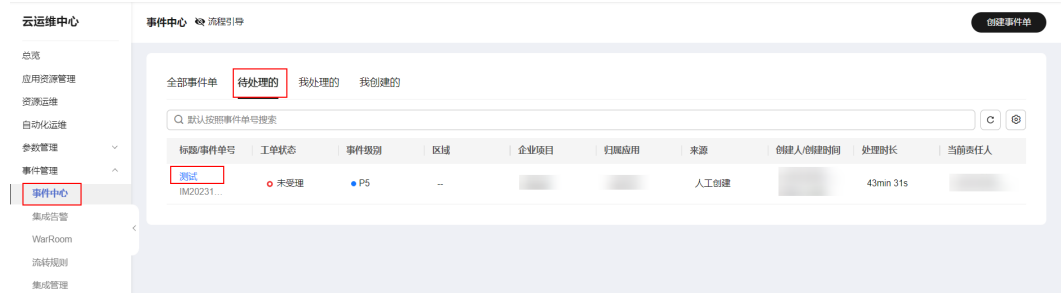 云运维中心
事件中心 流程引导 创建事件单
总览
应用资源管理
资源运维
自动化运维
参数管理
事件管理
事件中心
集成告警
WarRoom
流转规则
集成管理
全部事件单 待处理的 我处理的 我创建的
默认按照事件单号搜索
标题/事件单号 工单状态 事件级别 区域 企业项目 归属应用 来源 创建人/创建时间 处理时长 当前责任人
测试 未受理 P5 -- 人工创建 43min 31s
IM20231...